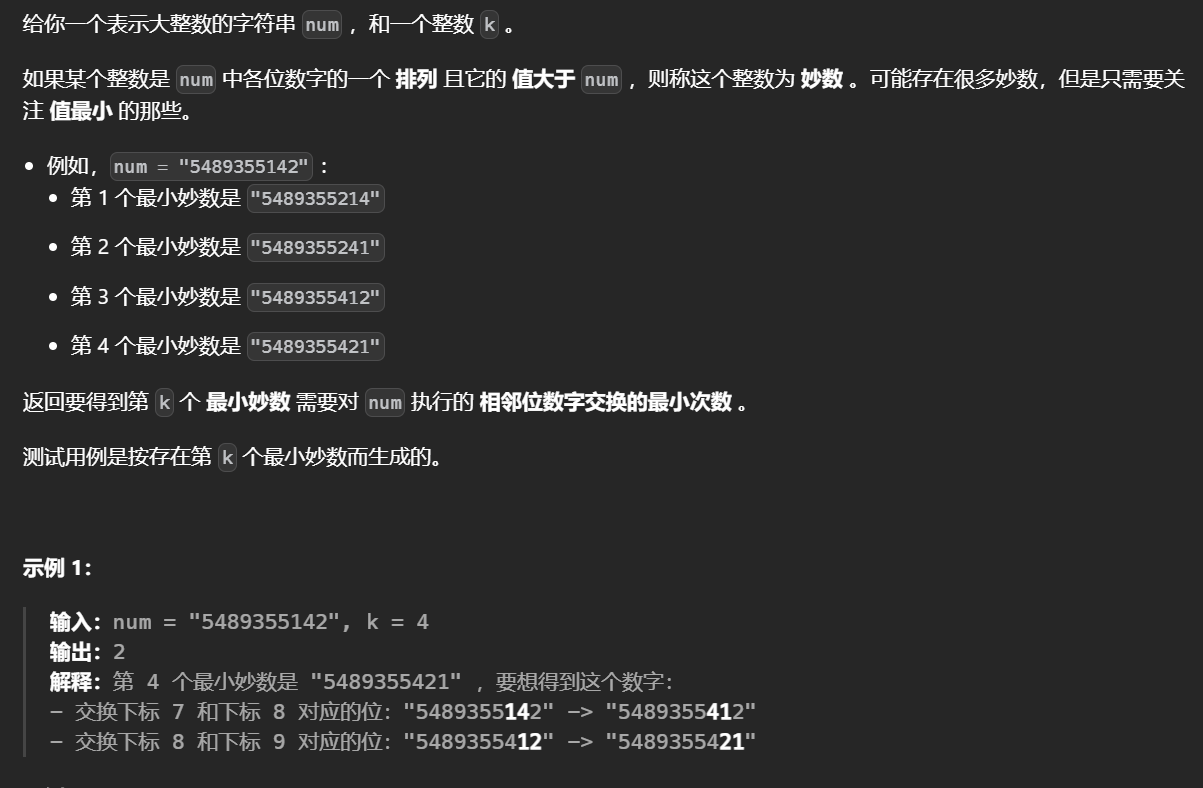 给你一个表示大整数的字符串 num ，和一个整数 k 。
如果某个整数是 num 中各位数字的一个 排列 且它的 值大于 num ，则称这个整数为 妙数 。可能存在很多妙数，但是只需要关
注 值最小 的那些。
• 例如，num = "5489355142" ：
• 第 1 个最小妙数是 "5489355214"
• 第 2 个最小妙数是 "5489355241"
• 第 3 个最小妙数是 "5489355412"
• 第 4 个最小妙数是 "5489355421"
返回要得到第 k 个 最小妙数 需要对 num 执行的 相邻位数字交换的最小次数 。
测试用例是按存在第 k 个最小妙数而生成的。
示例 1：
输入：num = "5489355142", k = 4
输出：2
解释：第 4 个最小妙数是 "5489355421" ，要想得到这个数字：
- 交换下标 7 和下标 8 对应的位："5489355142" -> "5489355412"
- 交换下标 8 和下标 9 对应的位："5489355412" -> "5489355421"